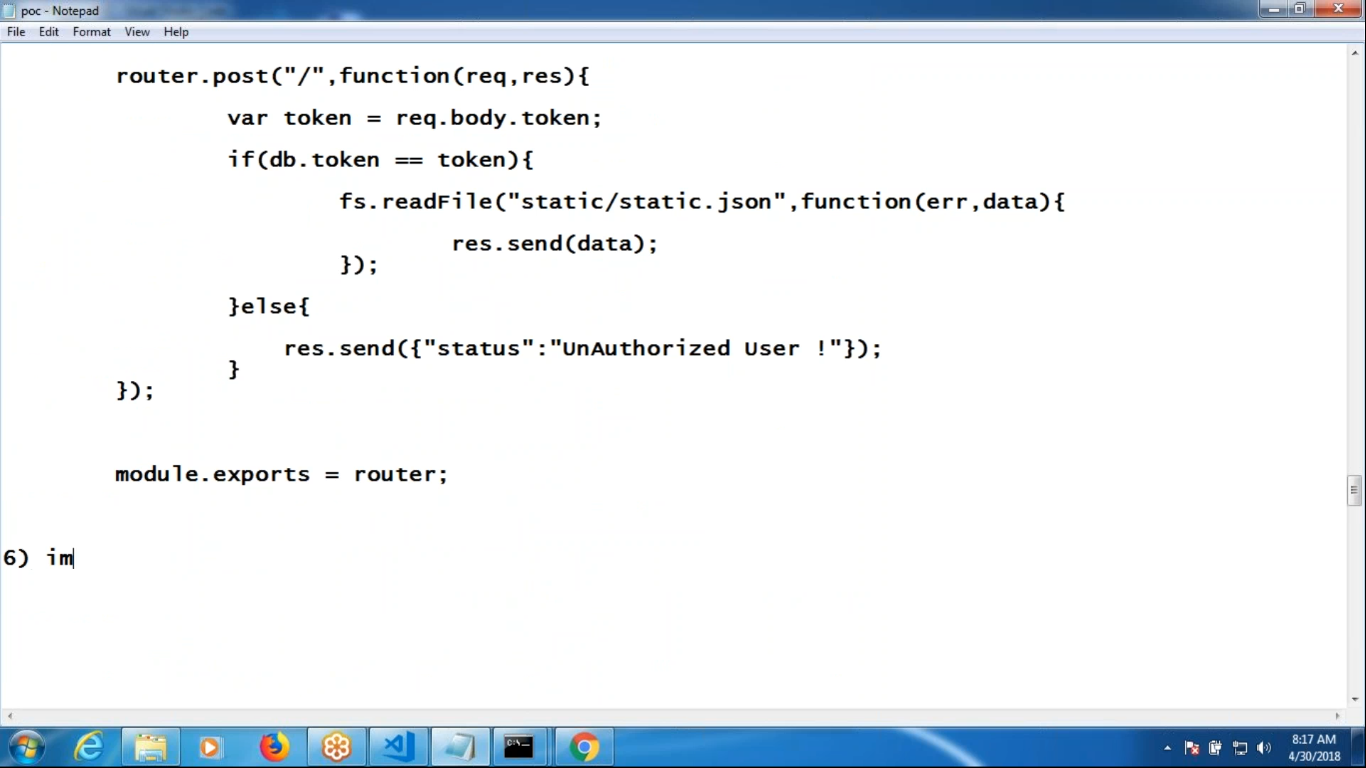 poc - Notepad
File Edit Format View Help
router.post("/",function(req,res){
var token = req.body.token;
if(db.token == token){
fs.readFile("static/static.json",function(err,data){
res.send(data);
});
}else{
res.send({"status":"UnAuthorized User !"});
}
});
module.exports = router;
6) im
8:17 AM
4/30/2018